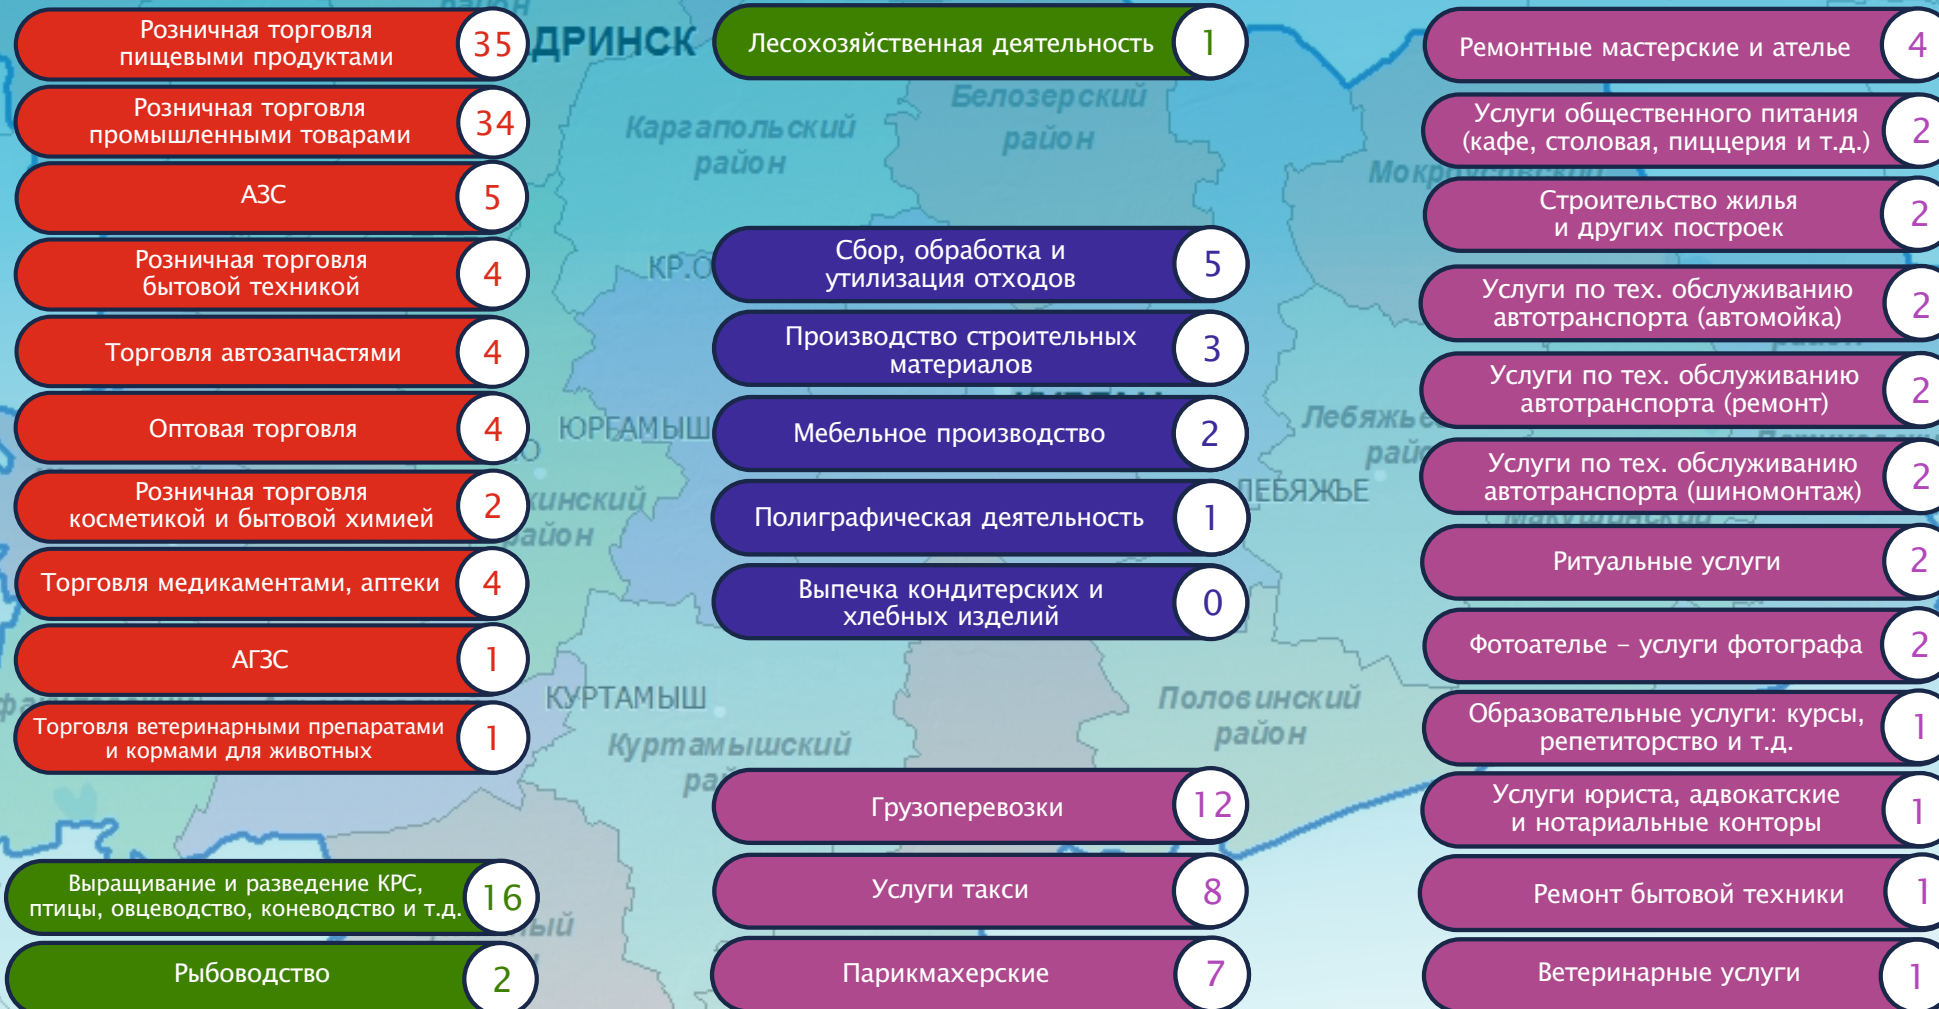 Розничная торговля
пищевыми продуктами
35
Розничная торговля
промышленными товарами
34
АЗС
5
Розничная торговля
бытовой техникой
4
Торговля автозапчастями
4
Оптовая торговля
4
Розничная торговля
косметикой и бытовой химией
2
Торговля медикаментами, аптеки
4
АГЗС
1
Торговля ветеринарными препаратами
и кормами для животных
1
Выращивание и разведение КРС,
птицы, овцеводство, коневодство и т.д.
16
Рыбоводство
2
ДРИНСК
Каргапольский
район
Белозерский
район
КР.О
ЮРГАМЫШ
КУРТАМЫШ
Куртамышский
Лебяжье
ЛЕБЯЖЬЕ
Половинский
район
Лесохозяйственная деятельность
1
Сбор, обработка и
утилизация отходов
5
Производство строительных
материалов
3
Мебельное производство
2
Полиграфическая деятельность
1
Выпечка кондитерских и
хлебных изделий
0
Грузоперевозки
12
Услуги такси
8
Парикмахерские
7
Ремонтные мастерские и ателье
4
Услуги общественного питания
(кафе, столовая, пиццерия и т.д.)
2
Строительство жилья
и других построек
2
Услуги по тех. обслуживанию
автотранспорта (автомойка)
2
Услуги по тех. обслуживанию
автотранспорта (ремонт)
2
Услуги по тех. обслуживанию
автотранспорта (шиномонтаж)
2
Ритуальные услуги
2
Фотоателье – услуги фотографа
2
Образовательные услуги: курсы,
репетиторство и т.д.
1
Услуги юриста, адвокатские
и нотариальные конторы
1
Ремонт бытовой техники
1
Ветеринарные услуги
1